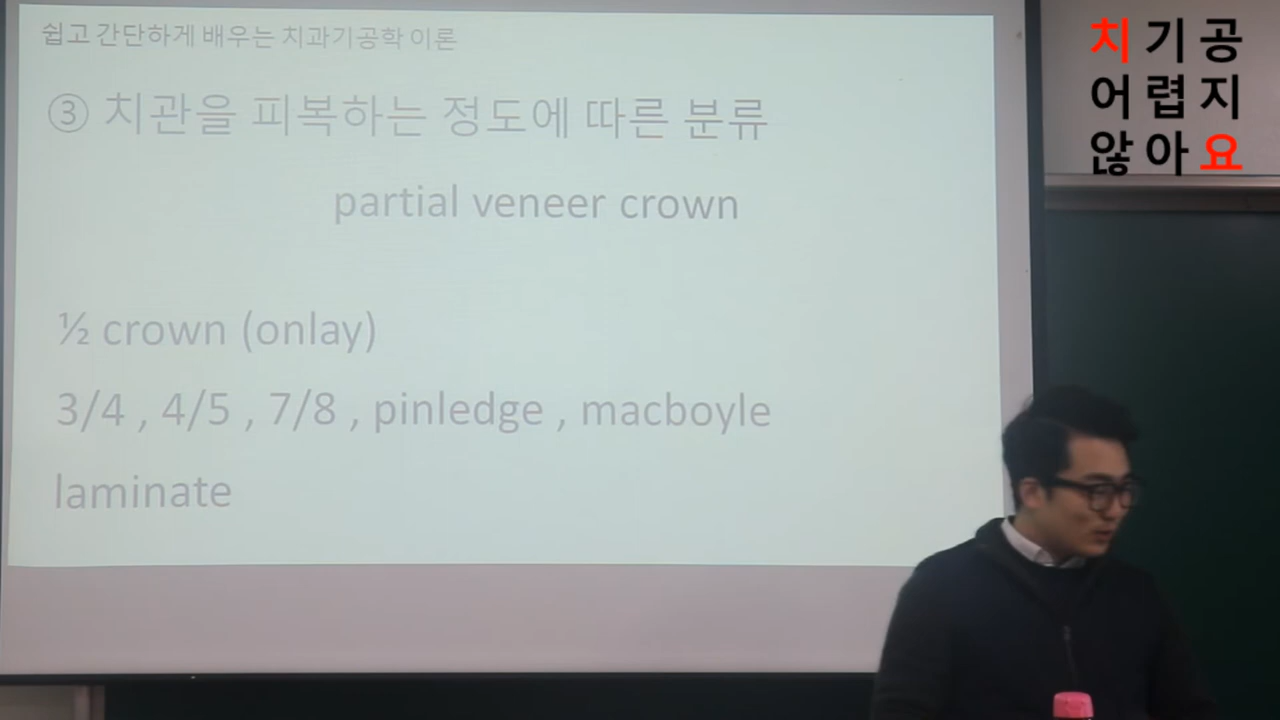 쉽고 간단하게 배우는 치과기공학 이론
③ 치관을 피복하는 정도에 따른 분류
partial veneer crown
½ crown (onlay)
3/4 , 4/5 , 7/8 , pinledge , macboyle
laminate
치기공
어렵지
않아요